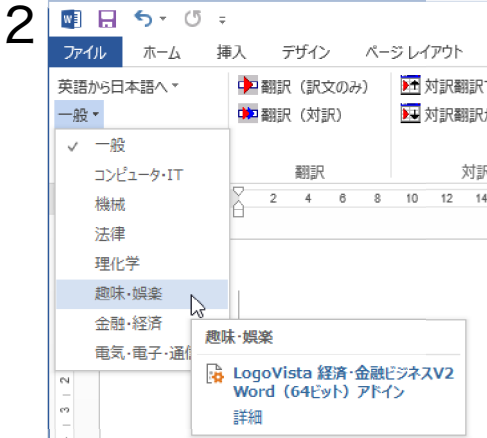 2
ファイル ホーム 挿入 デザイン ページ レイアウト
英語から日本語へ 翻訳（訳文のみ） 対訳翻訳
一般 翻訳（対訳） 対訳翻訳
✓ 一般
コンピュータ・IT 翻訳 対訳
機械 2 4 6 8 10 12 14
法律
理化学
趣味・娯楽
金融・経済
趣味・娯楽
電気・電子・通信
LogoVista 経済・金融ビジネスV2
Word（64ビット）アドイン
詳細
2
3